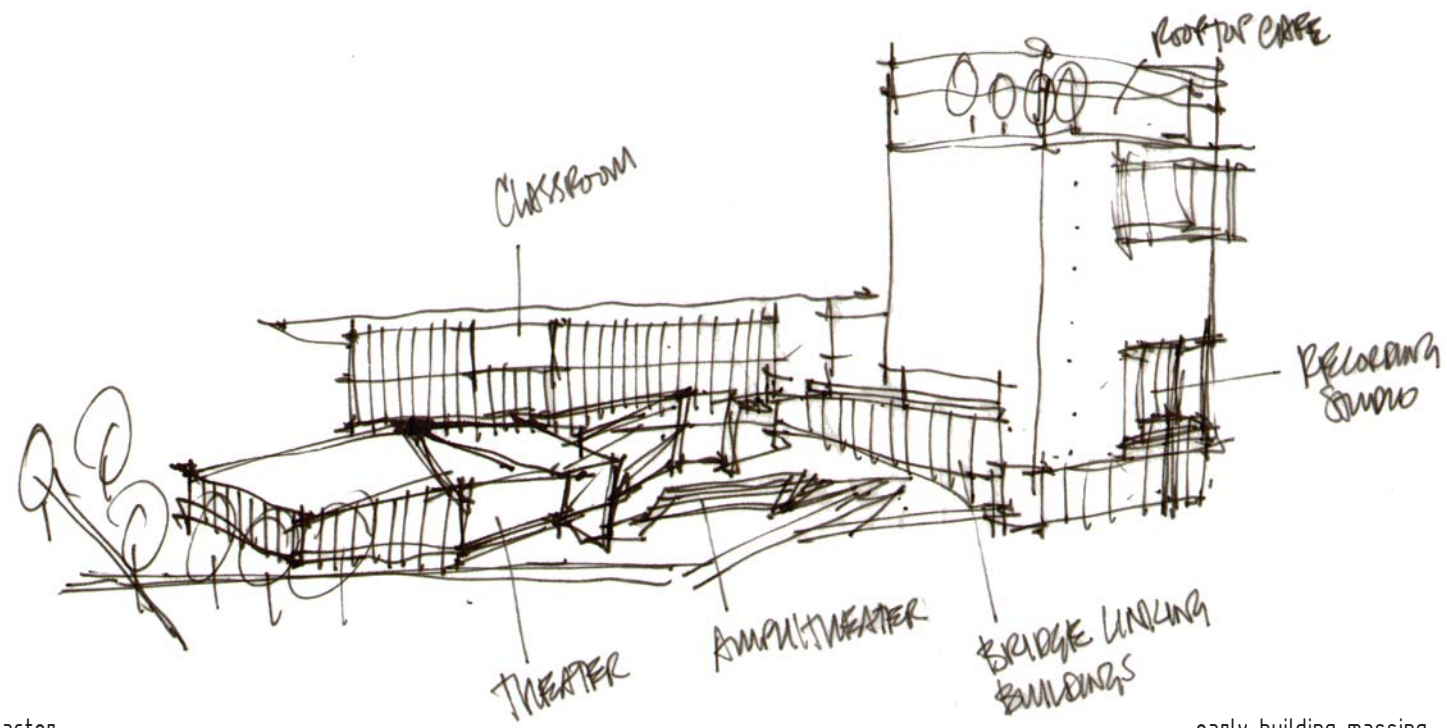 ROOFTOP CAFE
CLASSROOM
RECORDING
STUDIO
AMPHITHEATER
BRIDGE LINKING
BUILDINGS
THEATER
early building massing